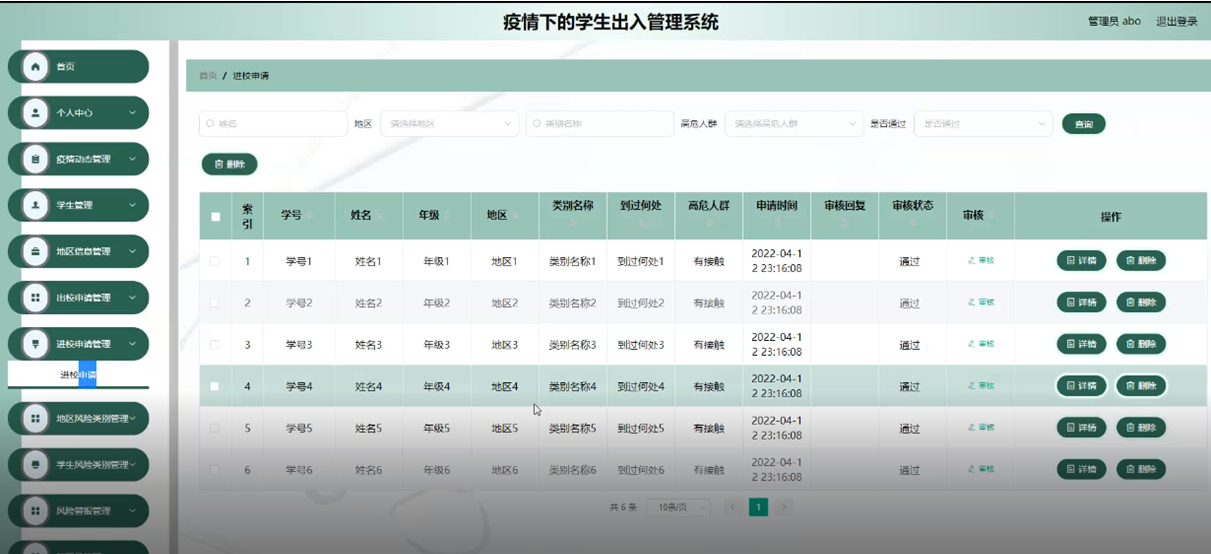 疫情下的学生出入管理系统
管理员 abo 退出登录
首页
个人中心
疫情动态管理
学生管理
地区信息管理
出校申请管理
进校申请管理
进校申请
地区风险类别管理
学生风险类别管理
风险警报管理
首页 / 进校申请
姓名 地区 请选择地区 类别名称 高危人群 请选择高危人群 是否通过 是否通过 查询
删除
索引 学号 姓名 年级 地区 类别名称 到过何处 高危人群 申请时间 审核回复 审核状态 审核 操作
1 学号1 姓名1 年级1 地区1 类别名称1 到过何处1 有接触 2022-04-12 23:16:08 通过 审核 详情 删除
2 学号2 姓名2 年级2 地区2 类别名称2 到过何处2 有接触 2022-04-12 23:16:08 通过 审核 详情 删除
3 学号3 姓名3 年级3 地区3 类别名称3 到过何处3 有接触 2022-04-12 23:16:08 通过 审核 详情 删除
4 学号4 姓名4 年级4 地区4 类别名称4 到过何处4 有接触 2022-04-12 23:16:08 通过 审核 详情 删除
5 学号5 姓名5 年级5 地区5 类别名称5 到过何处5 有接触 2022-04-12 23:16:08 通过 审核 详情 删除
6 学号6 姓名6 年级6 地区6 类别名称6 到过何处6 有接触 2022-04-12 23:16:08 通过 审核 详情 删除
共 6 条 10条/页 1